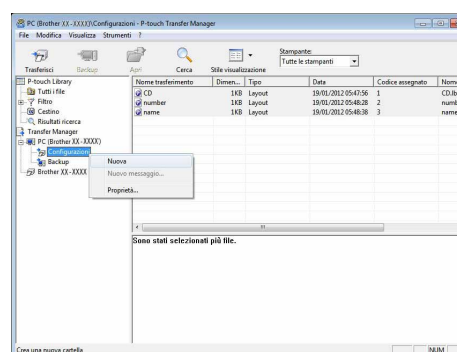 PC (Brother XX-XXXX)\Configurazioni - P-touch Transfer Manager
File Modifica Visualizza Strumenti ?
Trasferisci Backup Apri Cerca Stile visualizzazione
Stampante:
Tutte le stampanti
P-touch Library
Tutti i file
Filtro
Cestino
Risultati ricerca
Transfer Manager
PC (Brother XX-XXXX)
Configurazioni
Backup
Brother XX-XXXX
Nuova
Nuovo messaggio...
Proprietà...
Nome trasferimento Dimen... Tipo Data Codice assegnato Nome
CD 1KB Layout 19/01/2012 05:47:56 1 CD.lb
number 1KB Layout 19/01/2012 05:48:28 2 numb
name 1KB Layout 19/01/2012 05:48:38 3 name
Sono stati selezionati più file.
Crea una nuova cartella.
NUM